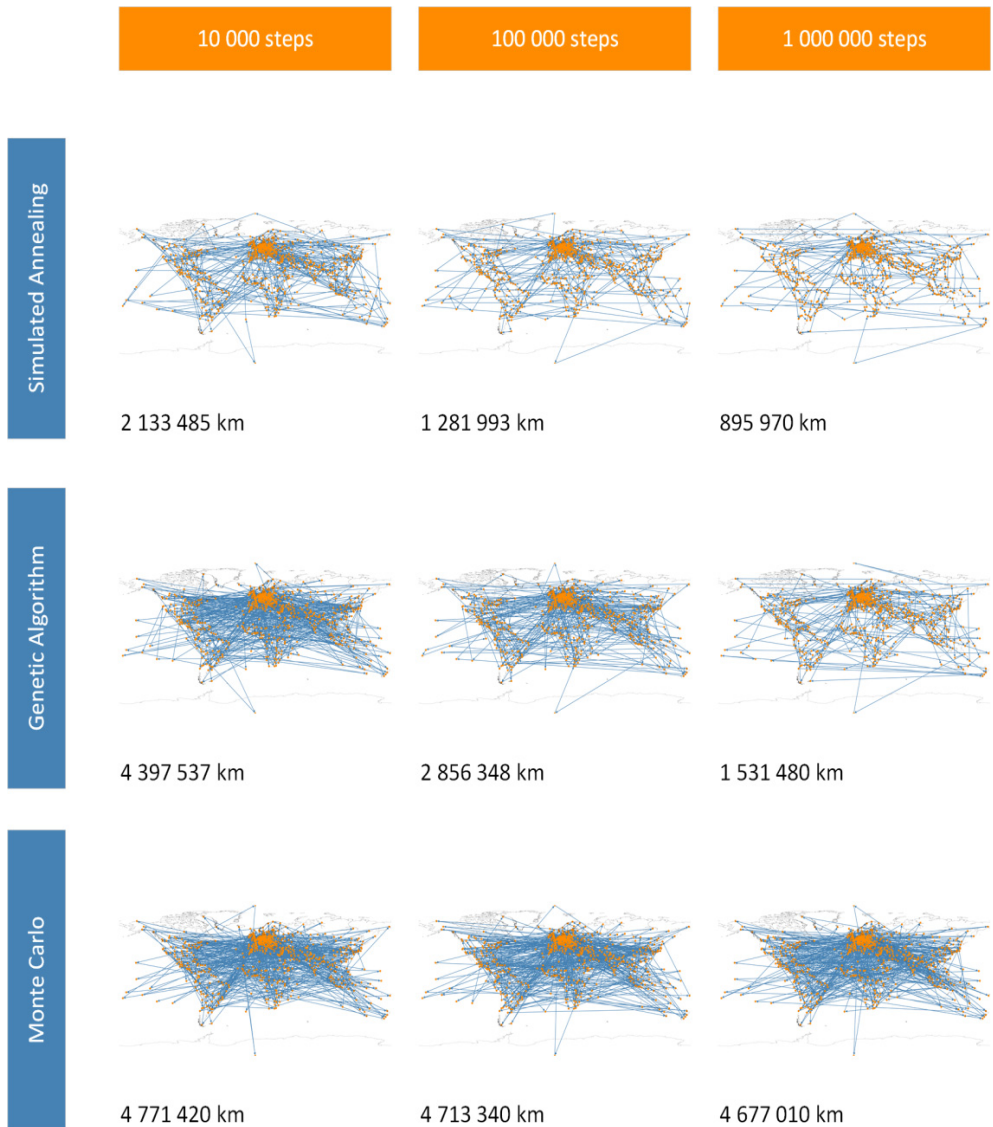 10 000 steps
100 000 steps
1 000 000 steps
Simulated Annealing
2 133 485 km
1 281 993 km
895 970 km
Genetic Algorithm
4 397 537 km
2 856 348 km
1 531 480 km
Monte Carlo
4 771 420 km
4 713 340 km
4 677 010 km